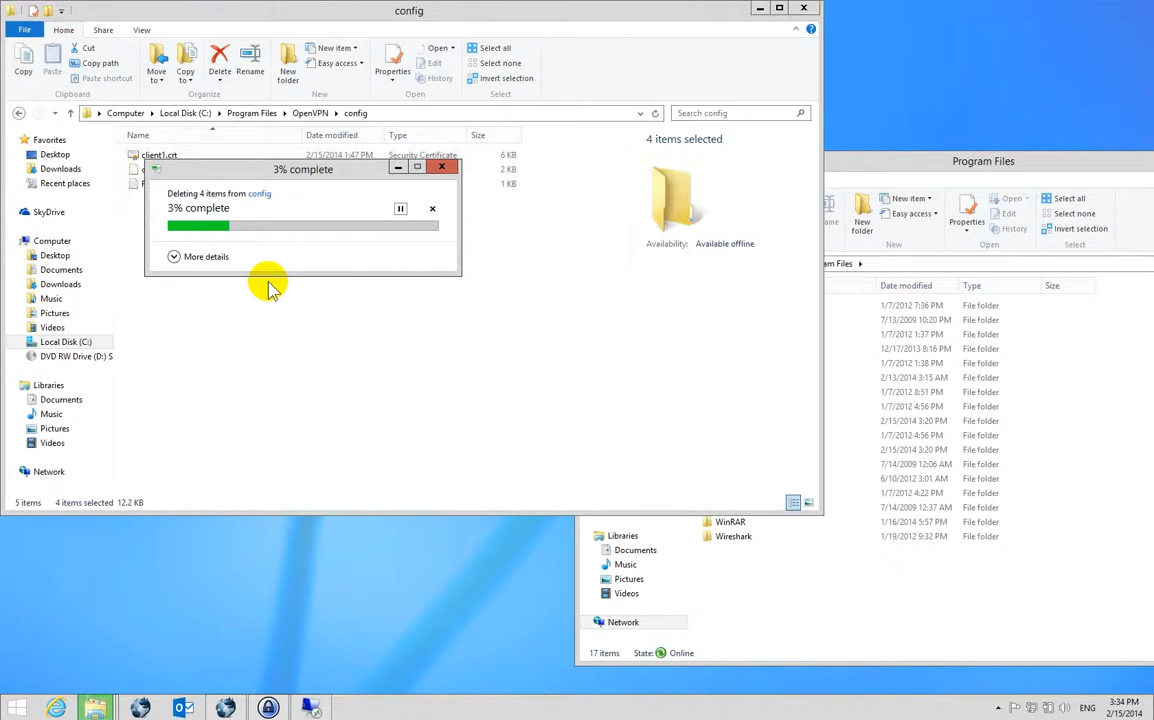 config
File Home Share View
Copy
Paste
Cut
Copy path
Paste shortcut
Clipboard
Move to
Copy to
Delete
Rename
Organize
New folder
New item
Easy access
New
Properties
Open
Edit
History
Open
Select all
Select none
Invert selection
Select
Computer Local Disk (C:) Program Files OpenVPN config
Search config
Name Date modified Type Size
client1.crt 2/15/2014 1:47 PM Security Certificate 6 KB
2 KB
1 KB
Favorites
Desktop
Downloads
Recent places
SkyDrive
Computer
Desktop
Documents
Downloads
Music
Pictures
Videos
Local Disk (C:)
DVD RW Drive (D:) S
Libraries
Documents
Music
Pictures
Videos
Network
5 items 4 items selected 12.2 KB
4 items selected
Availability: Available offline
3% complete
Deleting 4 items from config
3% complete
More details
Program Files
New folder
New item
Easy access
New
Properties
Open
Edit
History
Open
Select all
Select none
Invert selection
Select
Date modified Type Size
1/7/2012 7:36 PM File folder
7/13/2009 10:20 PM File folder
1/7/2012 1:37 PM File folder
12/17/2013 8:16 PM File folder
1/7/2012 1:38 PM File folder
2/13/2014 3:15 AM File folder
1/7/2012 8:51 PM File folder
1/7/2012 4:56 PM File folder
2/15/2014 3:20 PM File folder
1/7/2012 4:56 PM File folder
2/15/2014 3:20 PM File folder
7/14/2009 12:06 AM File folder
6/10/2012 3:01 AM File folder
1/7/2012 4:22 PM File folder
7/14/2009 12:37 AM File folder
WinRAR 1/16/2014 5:57 PM File folder
Wireshark 1/19/2012 9:32 PM File folder
Libraries
Documents
Music
Pictures
Videos
Network
17 items State: Online
ENG
3:34 PM
2/15/2014